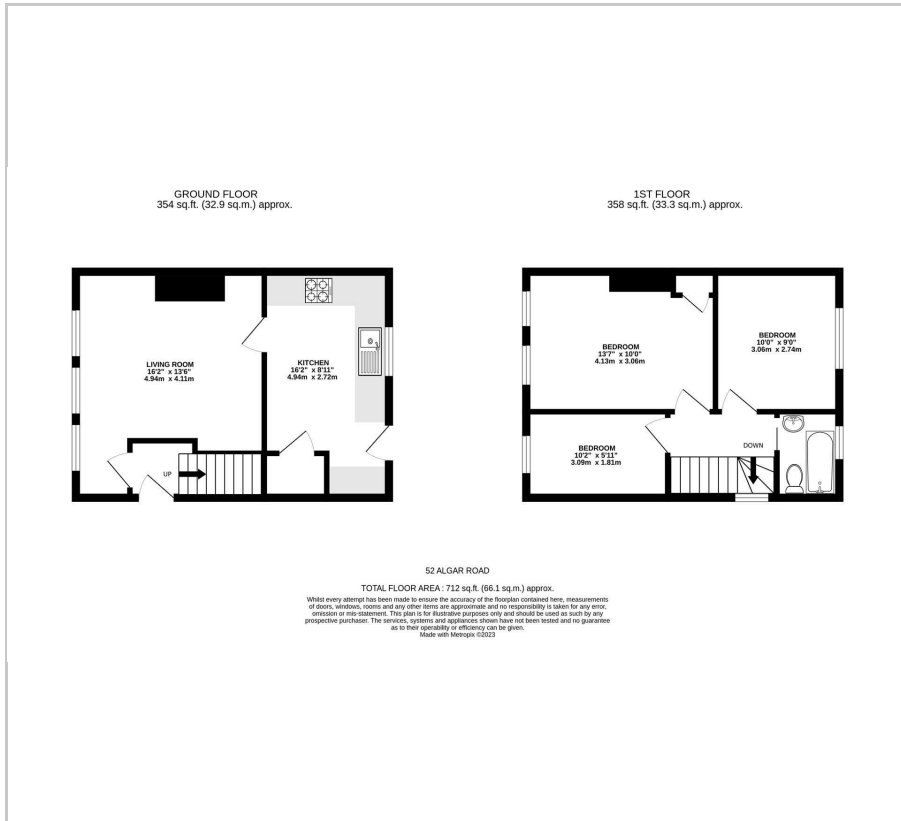 GROUND FLOOR
354 sq.ft. (32.9 sq.m.) approx.
1ST FLOOR
358 sq.ft. (33.3 sq.m.) approx.
LIVING ROOM
16'2" x 13'6"
4.94m x 4.11m
KITCHEN
16'2" x 8'11"
4.94m x 2.72m
UP
BEDROOM
13'7" x 10'0"
4.13m x 3.06m
BEDROOM
10'0" x 9'0"
3.06m x 2.74m
BEDROOM
10'2" x 5'11"
3.09m x 1.81m
DOWN
52 ALGAR ROAD
TOTAL FLOOR AREA : 712 sq.ft. (66.1 sq.m.) approx.
Whilst every attempt has been made to ensure the accuracy of the floorplan contained here, measurements
of doors, windows, rooms and any other items are approximate and no responsibility is taken for any error,
omission or mis-statement. This plan is for illustrative purposes only and should be used as such by any
prospective purchaser. The services, systems and appliances shown have not been tested and no guarantee
as to their operability or efficiency can be given.
Made with Metropix ©2023